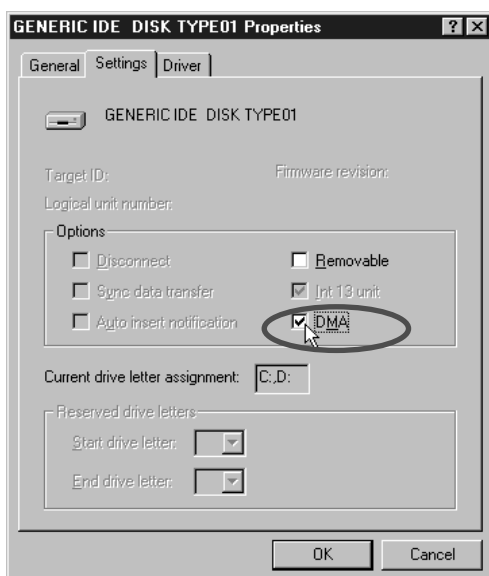 GENERIC IDE DISK TYPE01 Properties
General Settings Driver
GENERIC IDE DISK TYPE01
Target ID: Firmware revision:
Logical unit number:
Options
Disconnect Removable
Sync data transfer Int 13 unit
Auto insert notification DMA
Current drive letter assignment: C:,D:
Reserved drive letters
Start drive letter:
End drive letter:
OK Cancel